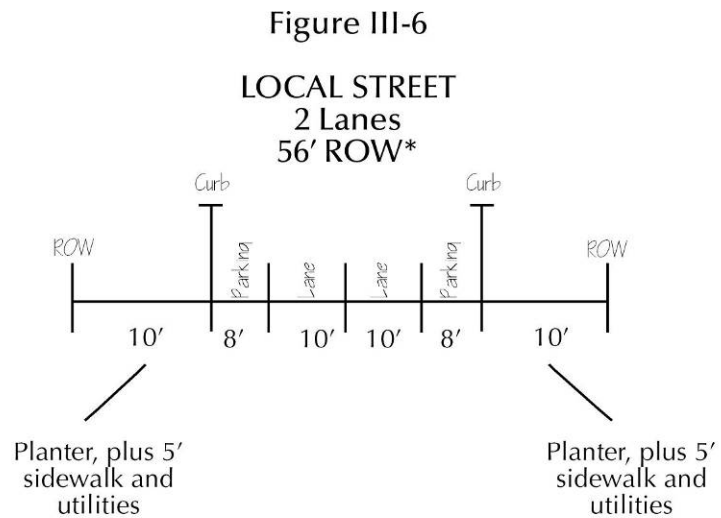 Figure III-6
LOCAL STREET
2 Lanes
56' ROW*
Curb
Curb
ROW
Parking
Lane
Lane
Parking
ROW
10'
8'
10'
10'
8'
10'
Planter, plus 5'
sidewalk and
utilities
Planter, plus 5'
sidewalk and
utilities